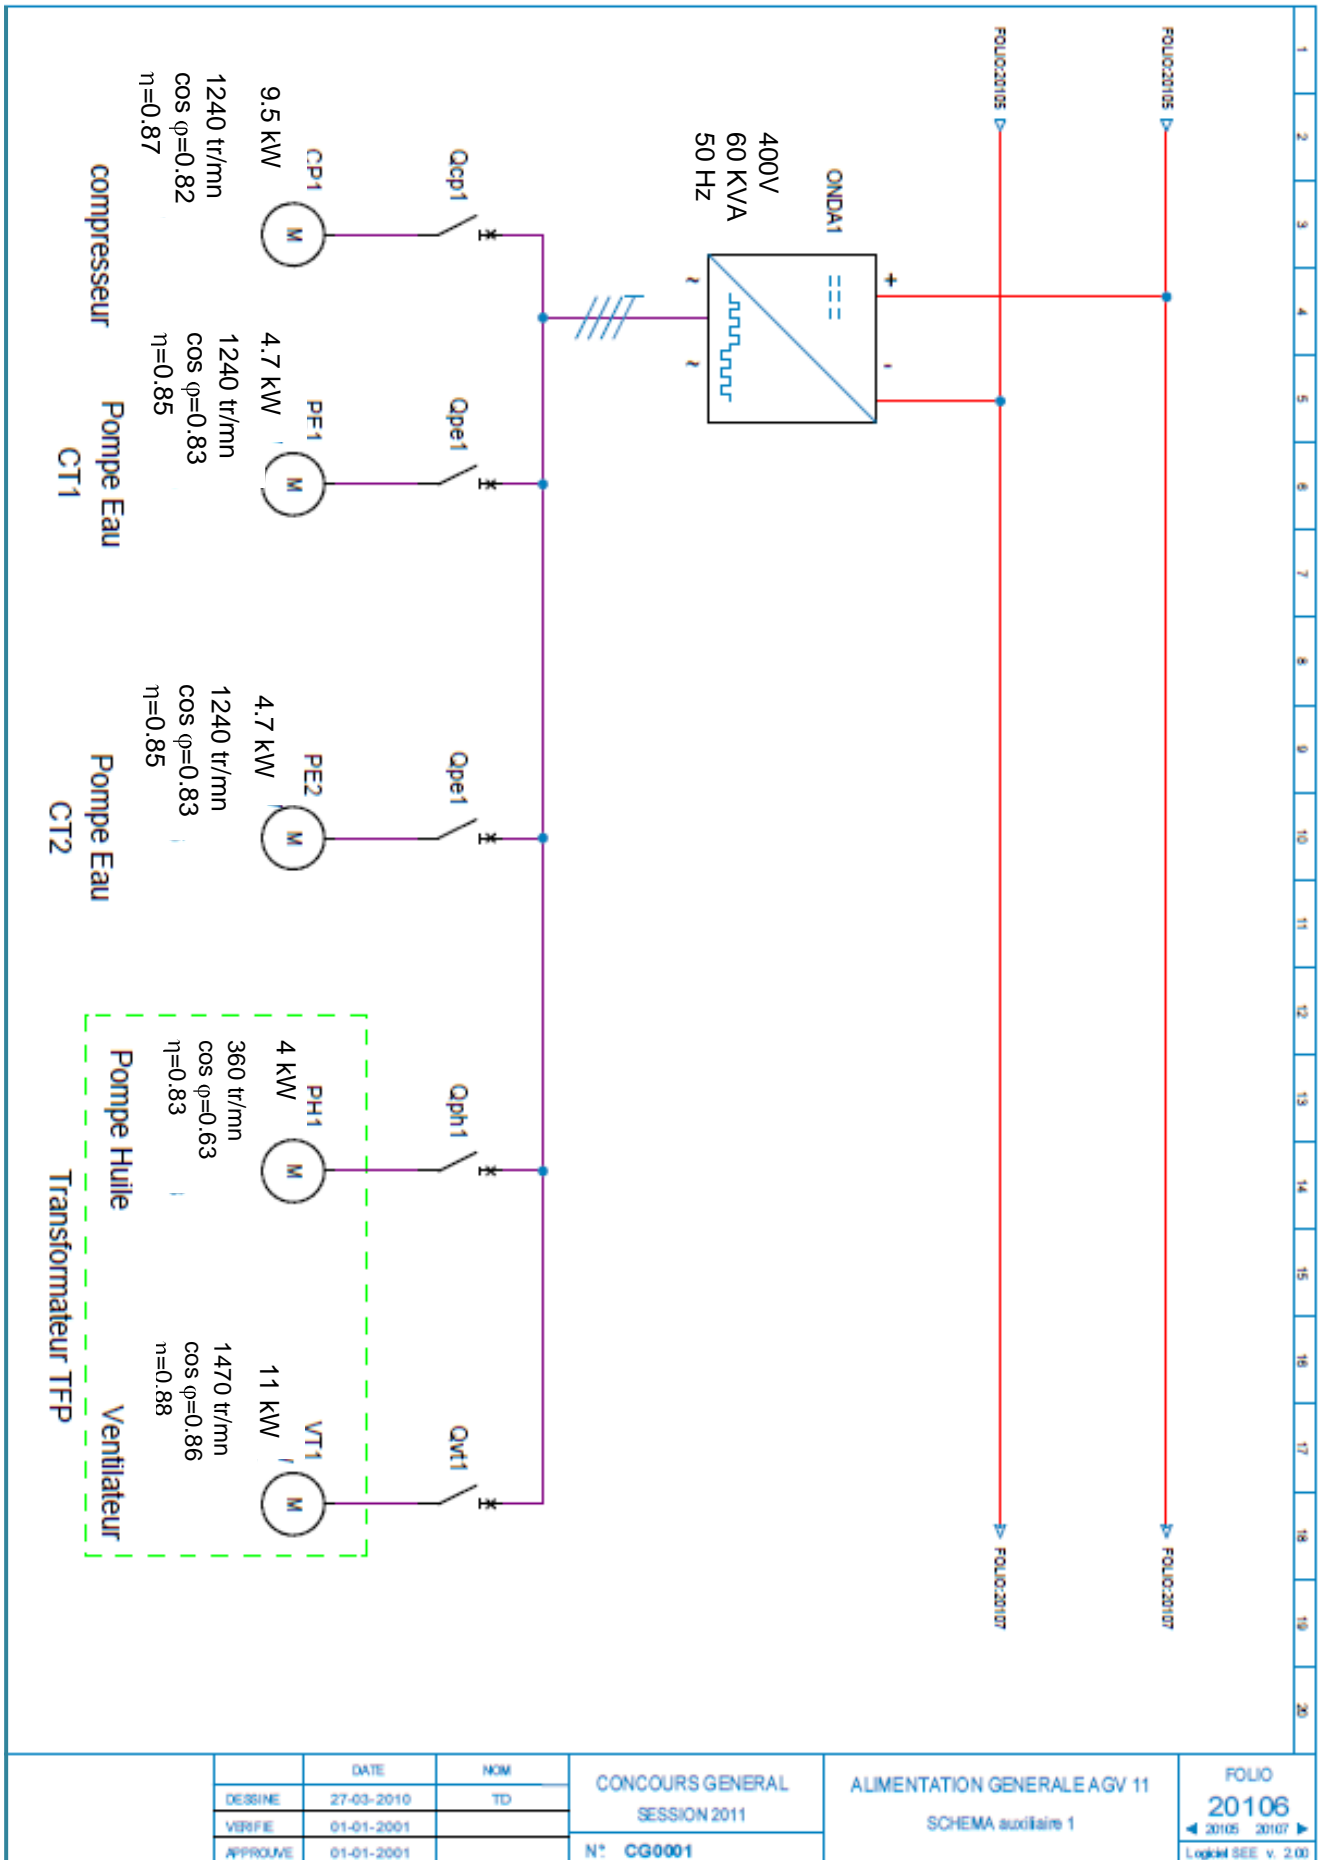 1
2
3
4
5
6
7
8
9
10
11
12
13
14
15
16
17
18
19
20
FOLIO:20105
FOLIO:20107
FOLIO:20105
FOLIO:20107
ONDA1
400V
60 KVA
50 Hz
+
-
~
~
Qcp1
Qpe1
Qpe1
Qph1
Qvt1
CP1
M
9.5 kW
1240 tr/mn
cos φ=0.82
η=0.87
compresseur
PE1
M
4.7 kW
1240 tr/mn
cos φ=0.83
η=0.85
Pompe Eau
CT1
PE2
M
4.7 kW
1240 tr/mn
cos φ=0.83
η=0.85
Pompe Eau
CT2
PH1
M
4 kW
360 tr/mn
cos φ=0.63
η=0.83
Pompe Huile
VT1
M
11 kW
1470 tr/mn
cos φ=0.86
η=0.88
Ventilateur
Transformateur TFP
DATE
NOM
DESSINE 27-03-2010 TD
VERIFIE 01-01-2001
APPROUVE 01-01-2001
CONCOURS GENERAL
SESSION 2011
N° CG0001
ALIMENTATION GENERALE AGV 11
SCHEMA auxiliaire 1
FOLIO
20106
20105 20107
Logiciel SEE v. 2.00